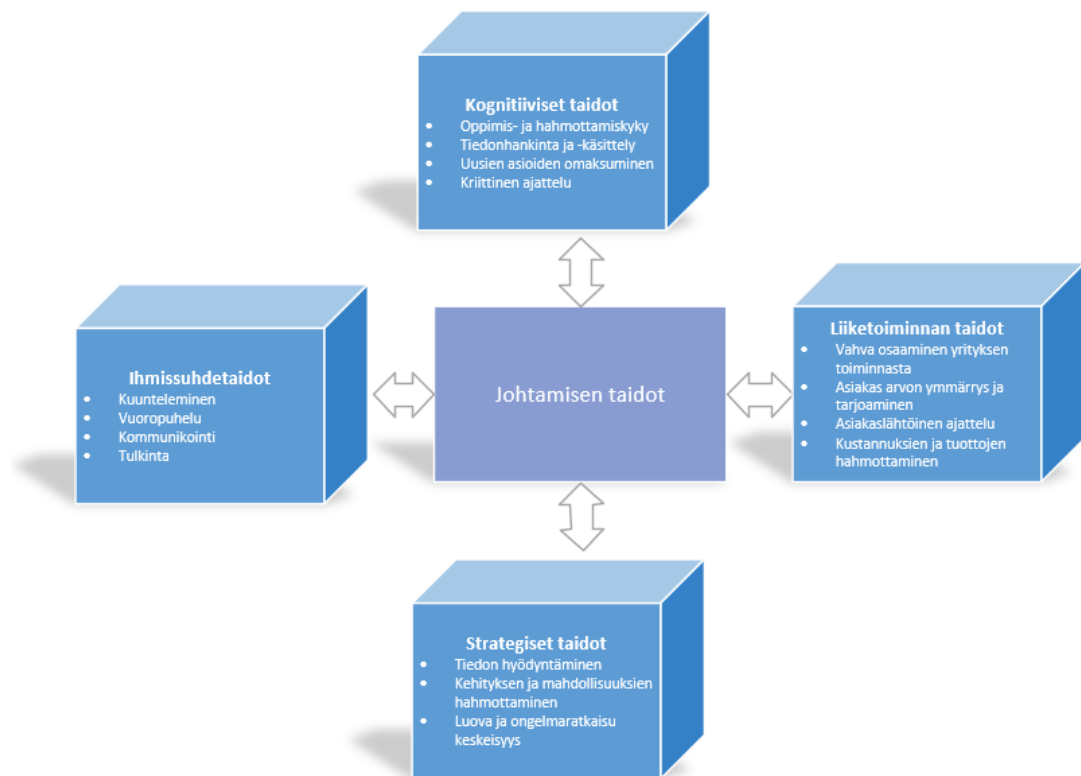 Kognitiiviset taidot
• Oppimis- ja hahmottamiskyky
• Tiedonhankinta ja -käsittely
• Uusien asioiden omaksuminen
• Kriittinen ajattelu
Ihmissuhdetaidot
• Kuunteleminen
• Vuoropuhelu
• Kommunikointi
• Tulkinta
Johtamisen taidot
Liiketoiminnan taidot
• Vahva osaaminen yrityksen
toiminnasta
• Asiakas arvon ymmärrys ja
tarjoaminen
• Asiakaslähtöinen ajattelu
• Kustannuksien ja tuottojen
hahmottaminen
Strategiset taidot
• Tiedon hyödyntäminen
• Kehityksen ja mahdollisuuksien
hahmottaminen
• Luova ja ongelmaratkaisu
keskeisyys